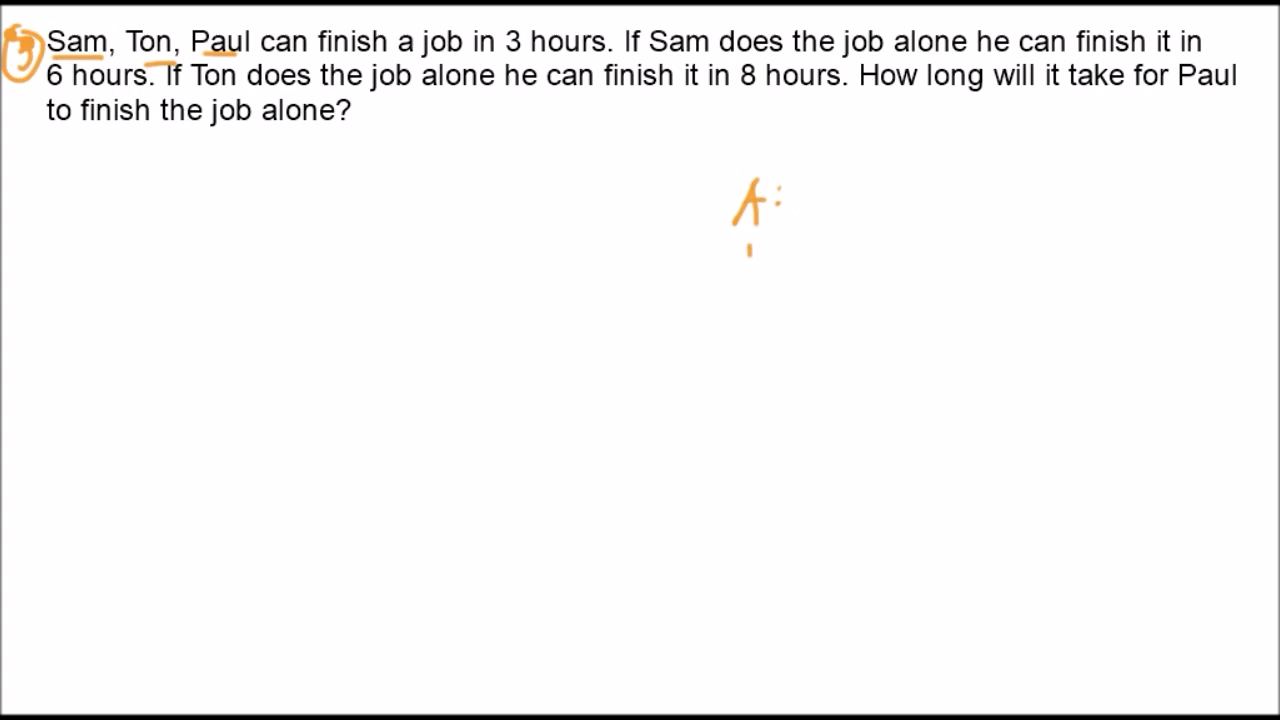 Sam, Ton, Paul can finish a job in 3 hours. If Sam does the job alone he can finish it in
6 hours. If Ton does the job alone he can finish it in 8 hours. How long will it take for Paul
to finish the job alone?
A: